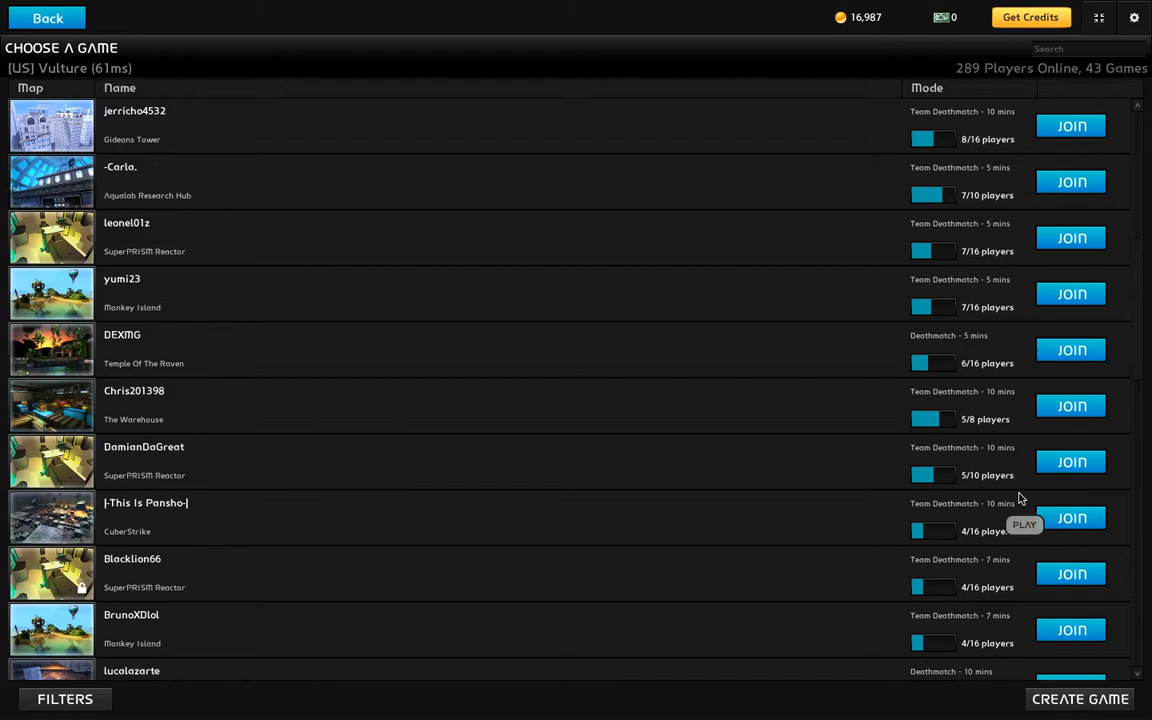 Back
16,987
0
Get Credits
CHOOSE A GAME
Search
[US] Vulture (61ms)
289 Players Online, 43 Games
Map Name Mode
jerricho4532
Team Deathmatch - 10 mins
JOIN
Gideons Tower
8/16 players
-Carla.
Team Deathmatch - 5 mins
JOIN
Aqualab Research Hub
7/10 players
leonel01z
Team Deathmatch - 5 mins
JOIN
SuperPRISM Reactor
7/16 players
yumi23
Team Deathmatch - 5 mins
JOIN
Monkey Island
7/16 players
DEXMG
Deathmatch - 5 mins
JOIN
Temple Of The Raven
6/16 players
Chris201398
Team Deathmatch - 10 mins
JOIN
The Warehouse
5/8 players
DamianDaGreat
Team Deathmatch - 10 mins
JOIN
SuperPRISM Reactor
5/10 players
|-This Is Pansho-|
Team Deathmatch - 10 mins
JOIN
PLAY
CuberStrike
4/16 playe
Blacklion66
Team Deathmatch - 7 mins
JOIN
SuperPRISM Reactor
4/16 players
BrunoXDlol
Team Deathmatch - 7 mins
JOIN
Monkey Island
4/16 players
lucalazarte
Deathmatch - 10 mins
FILTERS
CREATE GAME